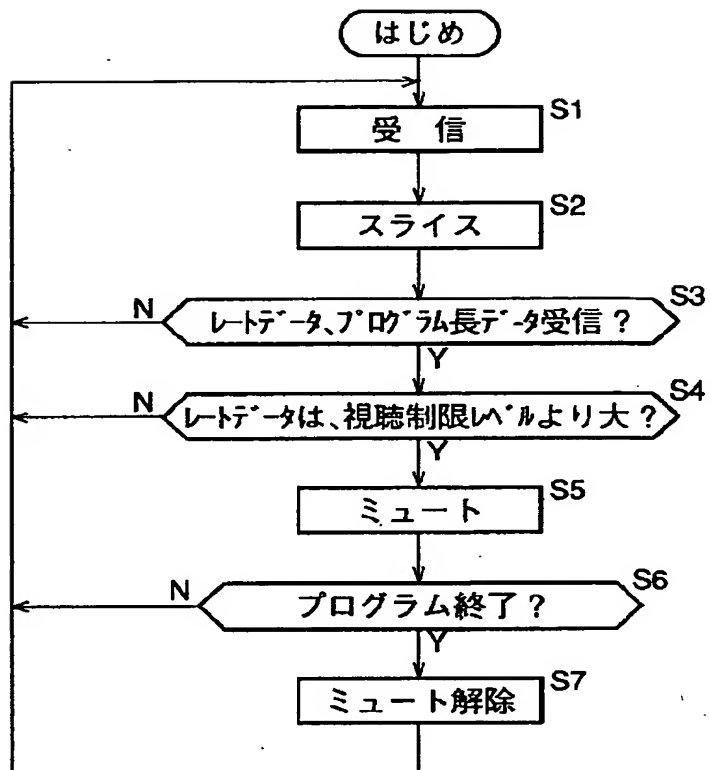 はじめ
S1
受 信
S2
スライス
S3
N
レートデータ、プログラム長データ受信？
Y
S4
N
レートデータは、視聴制限レベルより大？
Y
S5
ミュート
S6
N
プログラム終了？
Y
S7
ミュート解除